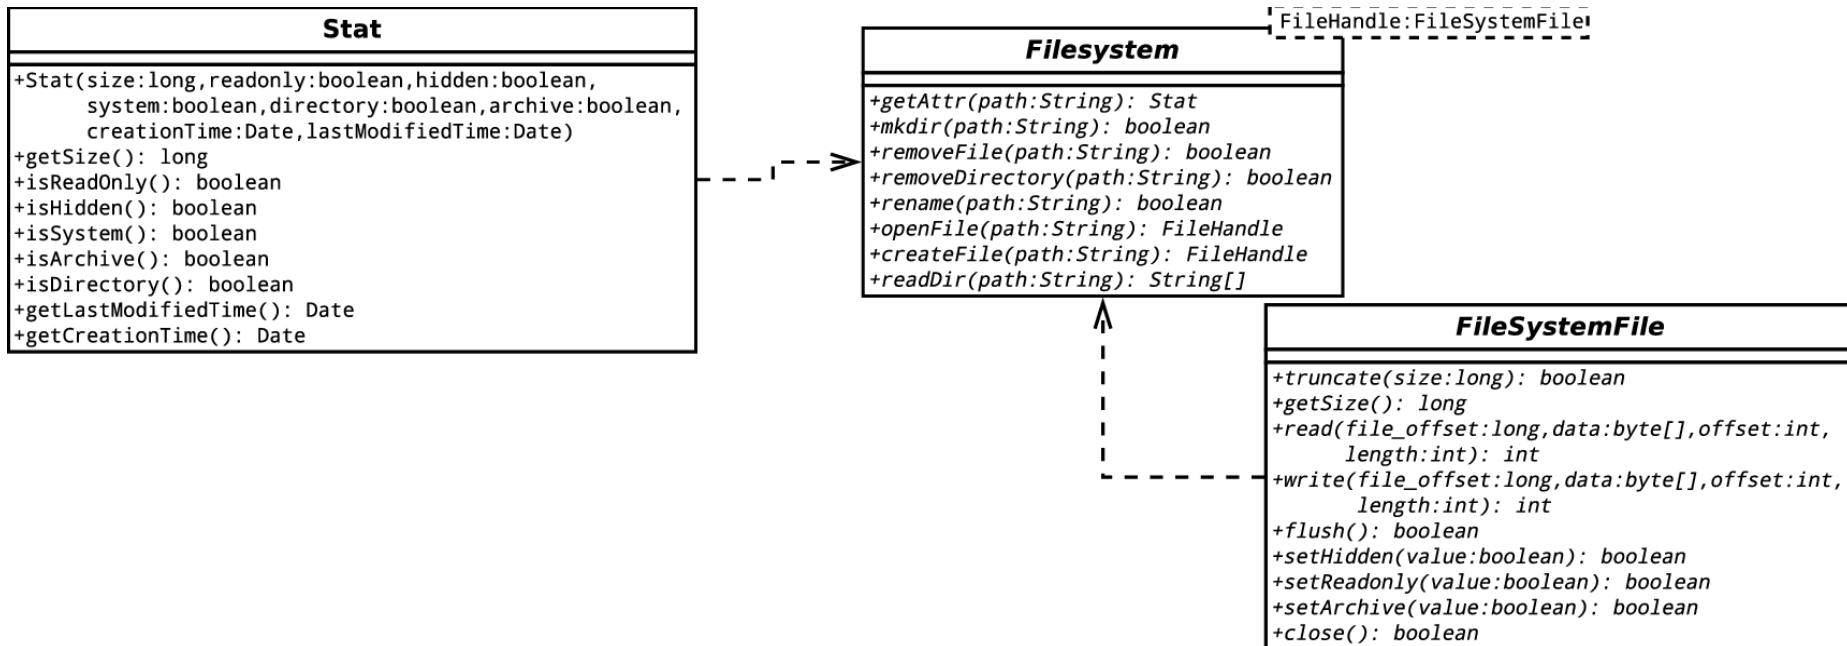 Stat
+Stat(size:long,readonly:boolean,hidden:boolean,
system:boolean,directory:boolean,archive:boolean,
creationTime:Date,lastModifiedTime:Date)
+getSize(): long
+isReadOnly(): boolean
+isHidden(): boolean
+isSystem(): boolean
+isArchive(): boolean
+isDirectory(): boolean
+getLastModifiedTime(): Date
+getCreationTime(): Date
FileHandle:FileSystemFile
Filesystem
+getAttr(path:String): Stat
+mkdir(path:String): boolean
+removeFile(path:String): boolean
+removeDirectory(path:String): boolean
+rename(path:String): boolean
+openFile(path:String): FileHandle
+createFile(path:String): FileHandle
+readDir(path:String): String[]
FileSystemFile
+truncate(size:long): boolean
+getSize(): long
+read(file_offset:long,data:byte[],offset:int,
length:int): int
+write(file_offset:long,data:byte[],offset:int,
length:int): int
+flush(): boolean
+setHidden(value:boolean): boolean
+setReadonly(value:boolean): boolean
+setArchive(value:boolean): boolean
+close(): boolean